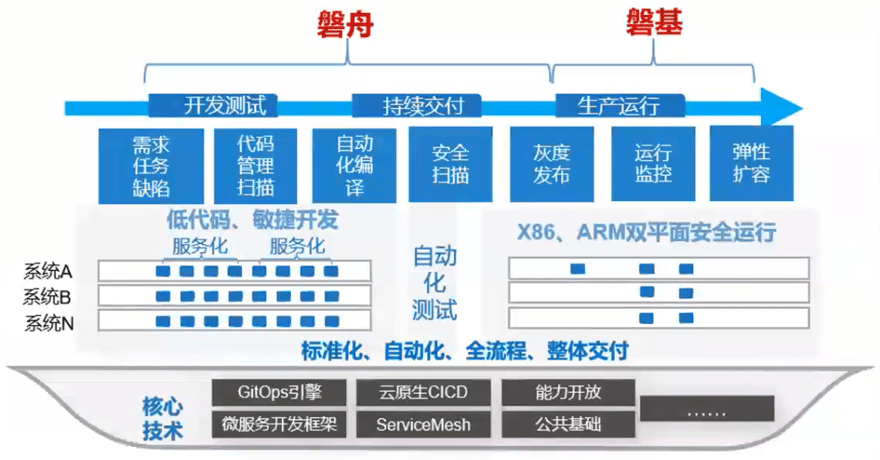 磐舟
磐基
开发测试
持续交付
生产运行
需求
任务
缺陷
代码
管理
扫描
自动
化编
译
安全
扫描
灰度
发布
运行
监控
弹性
扩容
低代码、敏捷开发
服务化
服务化
自动
化
测试
X86、ARM双平面安全运行
系统A
系统B
系统N
标准化、自动化、全流程、整体交付
核心
技术
GitOps引擎
云原生CICD
能力开放
……
微服务开发框架
ServiceMesh
公共基础